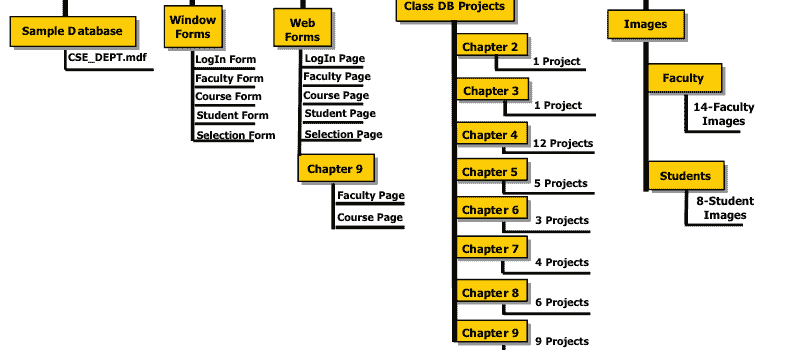 Sample Database
CSE_DEPT.mdf
Window
Forms
LogIn Form
Faculty Form
Course Form
Student Form
Selection Form
Web
Forms
LogIn Page
Faculty Page
Course Page
Student Page
Selection Page
Chapter 9
Faculty Page
Course Page
Class DB Projects
Chapter 2
1 Project
Chapter 3
1 Project
Chapter 4
12 Projects
Chapter 5
5 Projects
Chapter 6
3 Projects
Chapter 7
4 Projects
Chapter 8
6 Projects
Chapter 9
9 Projects
Images
Faculty
14-Faculty
Images
Students
8-Student
Images